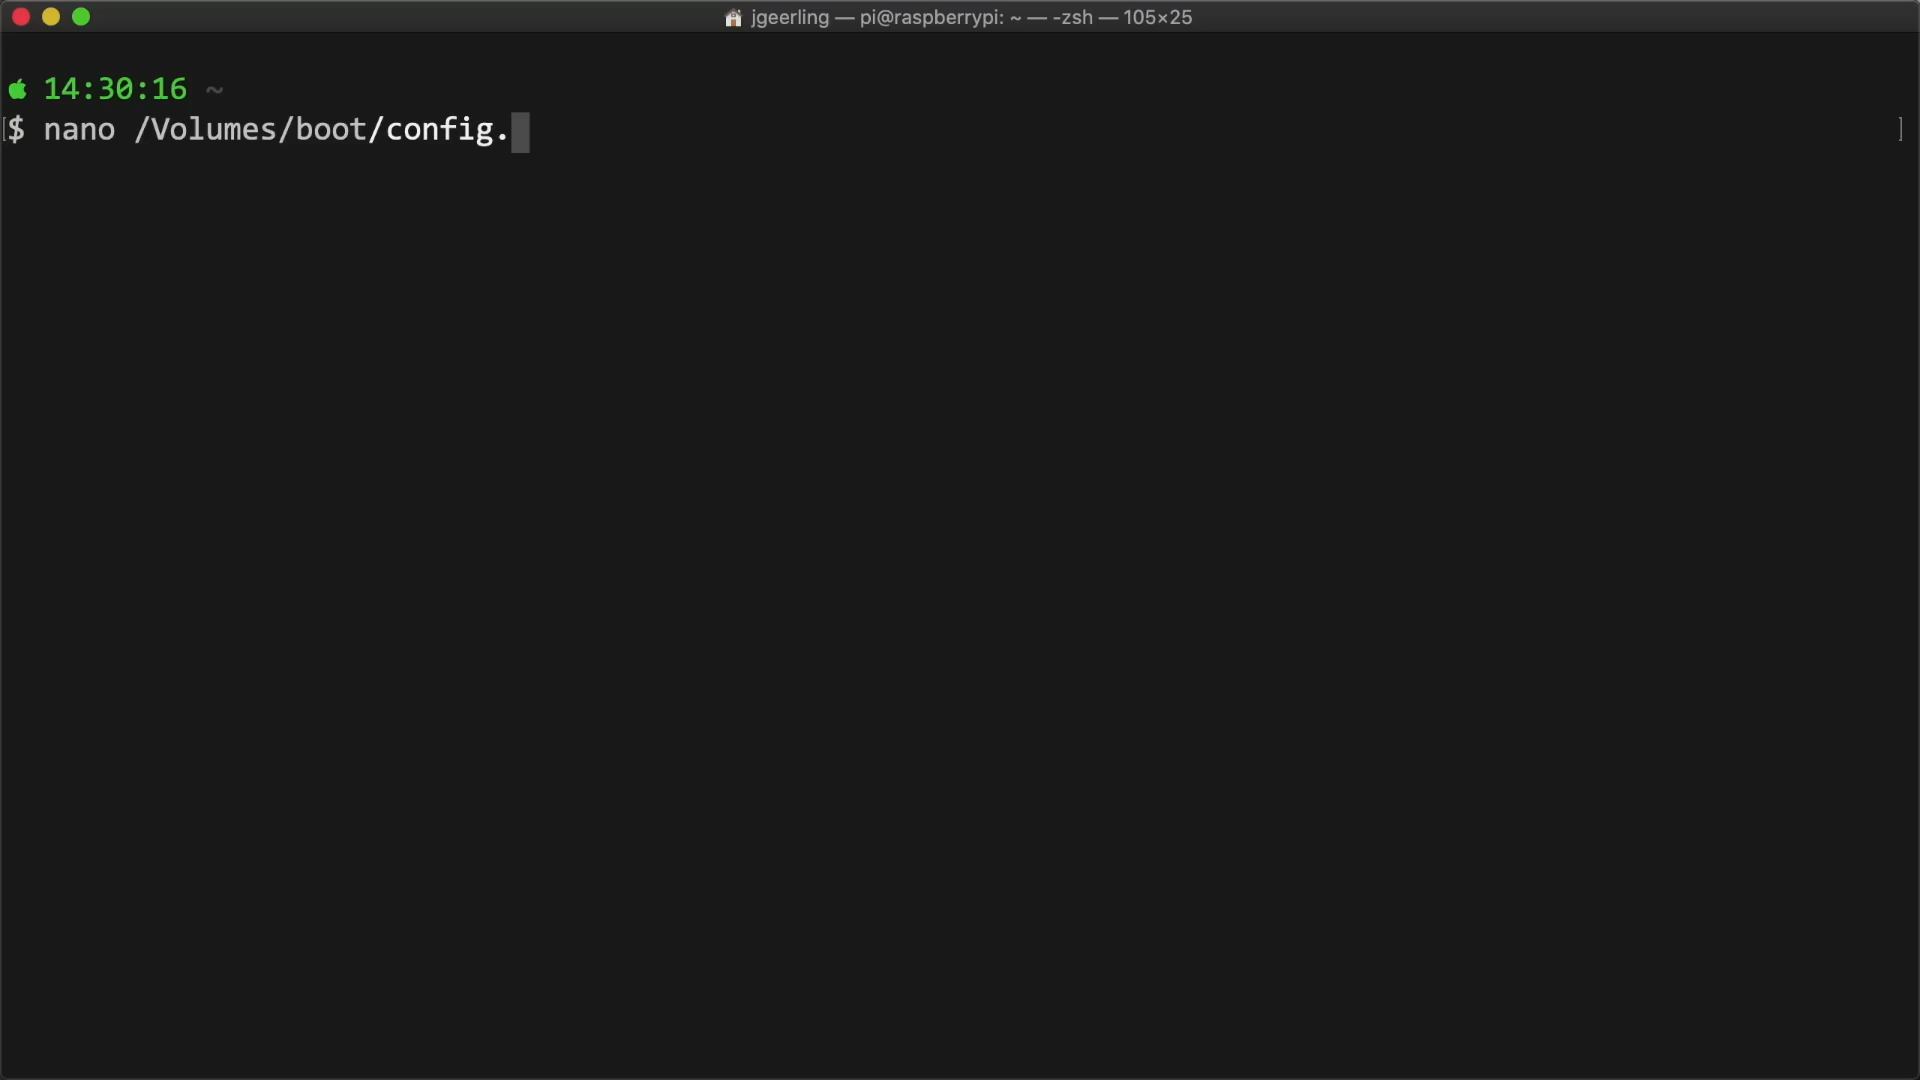 jgeerling — pi@raspberrypi: ~ — -zsh — 105×25
14:30:16 ~
$ nano /Volumes/boot/config.